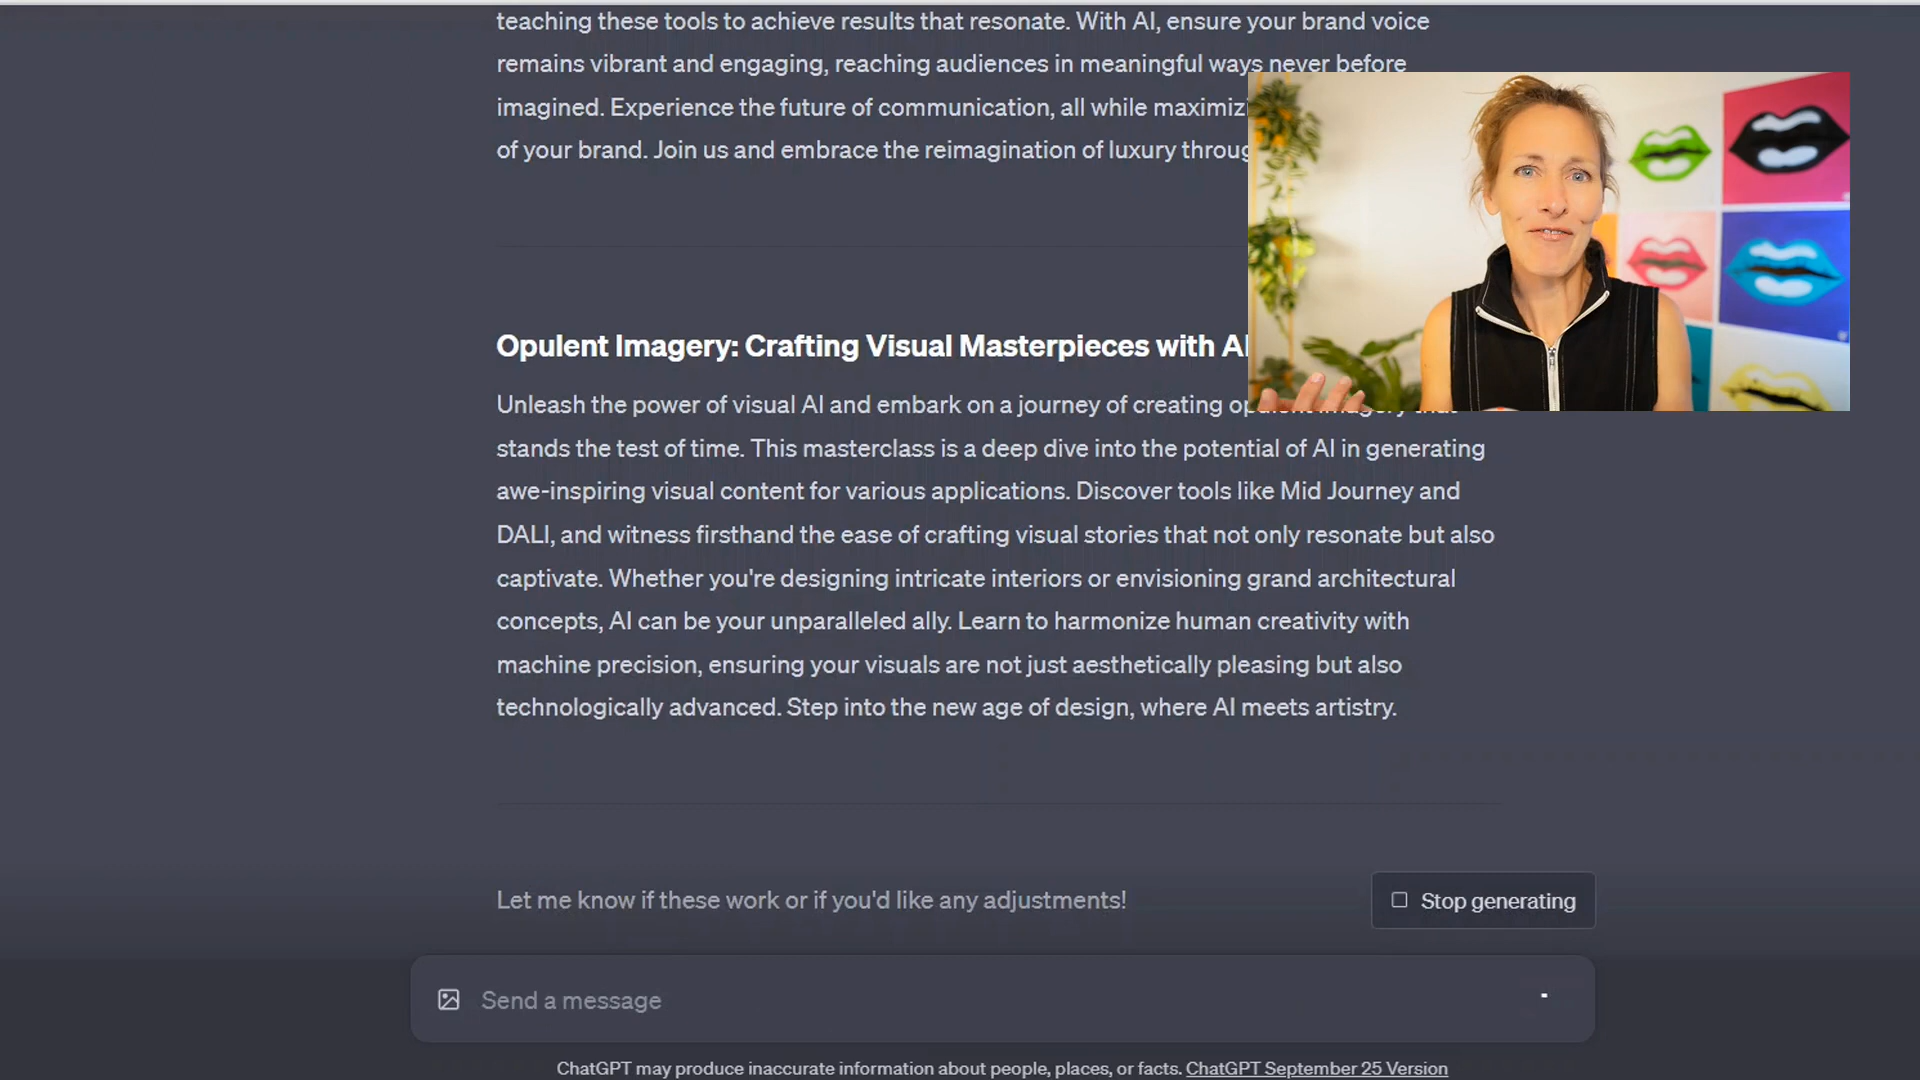 teaching these tools to achieve results that resonate. With AI, ensure your brand voice
remains vibrant and engaging, reaching audiences in meaningful ways never before
imagined. Experience the future of communication, all while
of your brand. Join us and embrace the reimagination of luxury
Opulent Imagery: Crafting Visual Masterpieces with AI
Unleash the power of visual AI and embark on a journey of creating
stands the test of time. This masterclass is a deep dive into the potential of AI in generating
awe-inspiring visual content for various applications. Discover tools like Mid Journey and
DALI, and witness firsthand the ease of crafting visual stories that not only resonate but also
captivate. Whether you're designing intricate interiors or envisioning grand architectural
concepts, AI can be your unparalleled ally. Learn to harmonize human creativity with
machine precision, ensuring your visuals are not just aesthetically pleasing but also
technologically advanced. Step into the new age of design, where AI meets artistry.
Let me know if these work or if you'd like any adjustments!
Stop generating
Send a message
ChatGPT may produce inaccurate information about people, places, or facts. ChatGPT September 25 Version